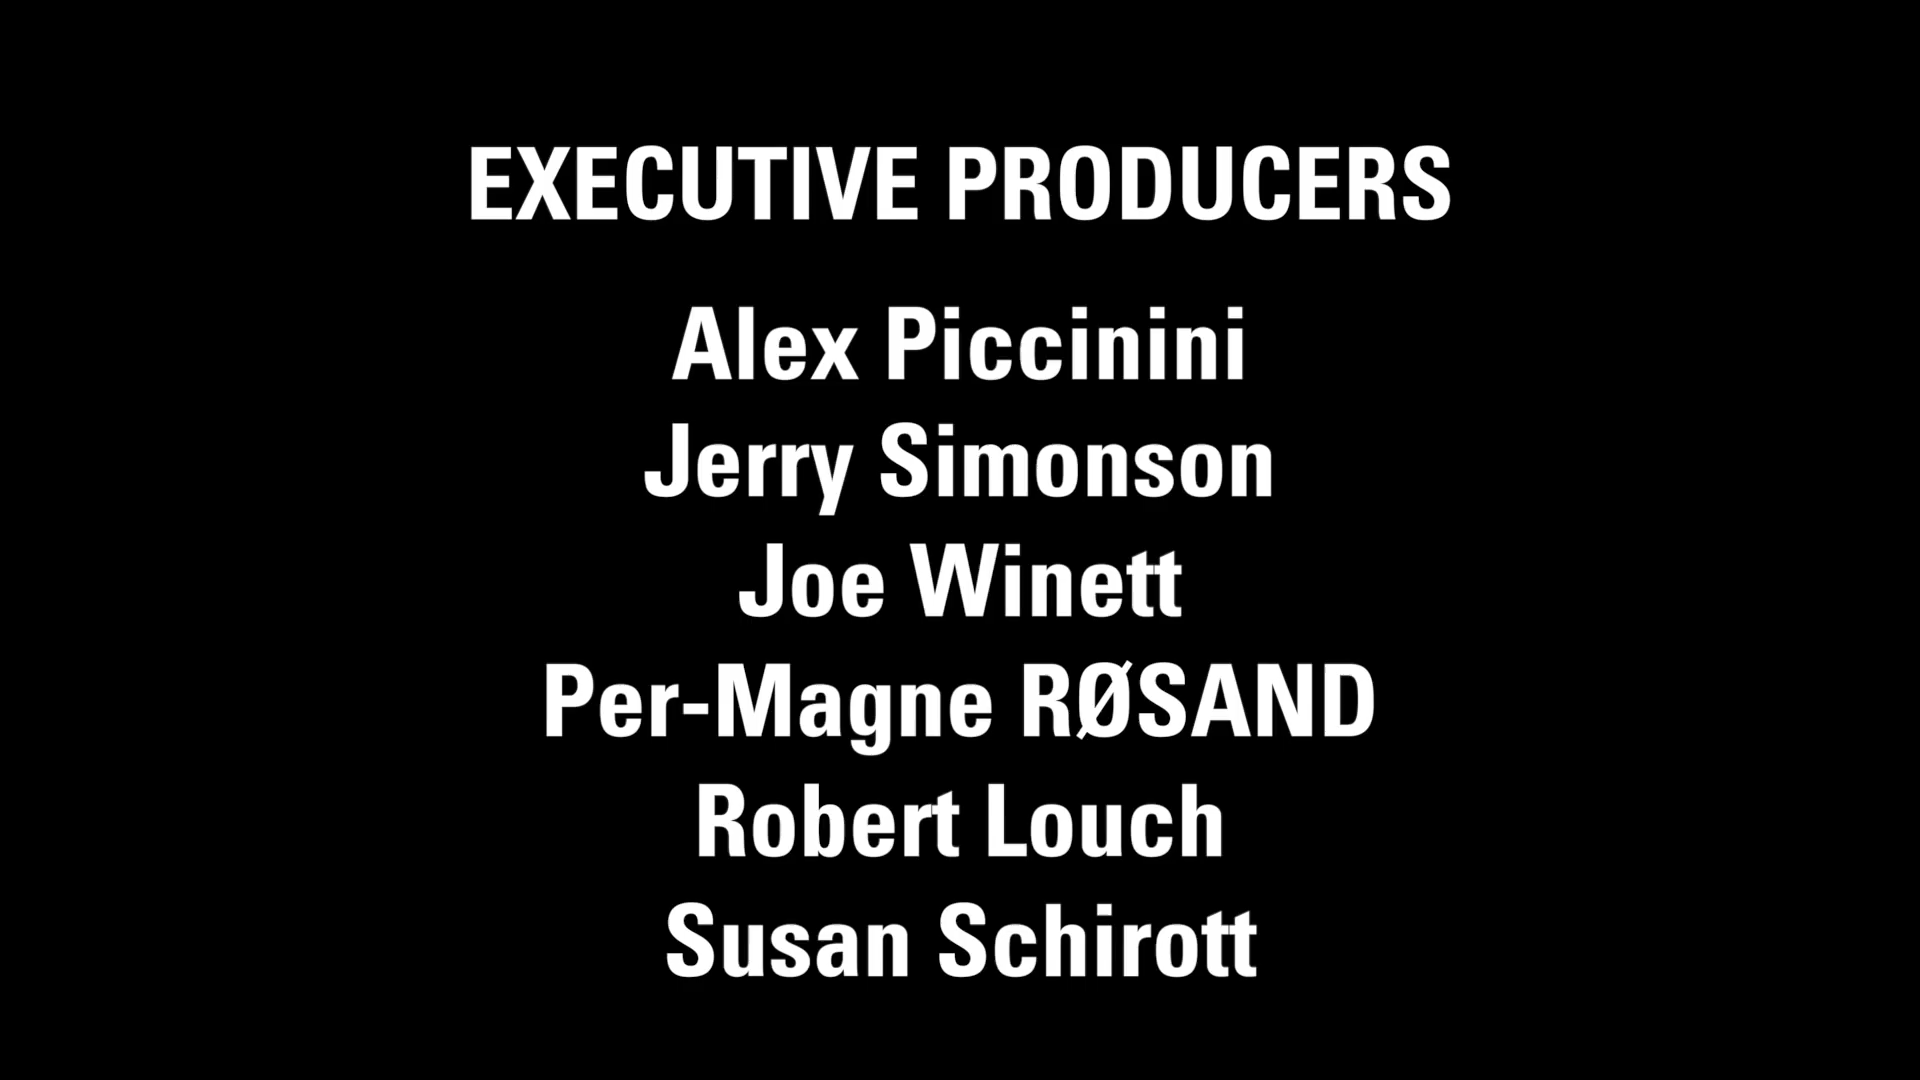 EXECUTIVE PRODUCERS
Alex Piccinini
Jerry Simonson
Joe Winett
Per-Magne RØSAND
Robert Louch
Susan Schirott